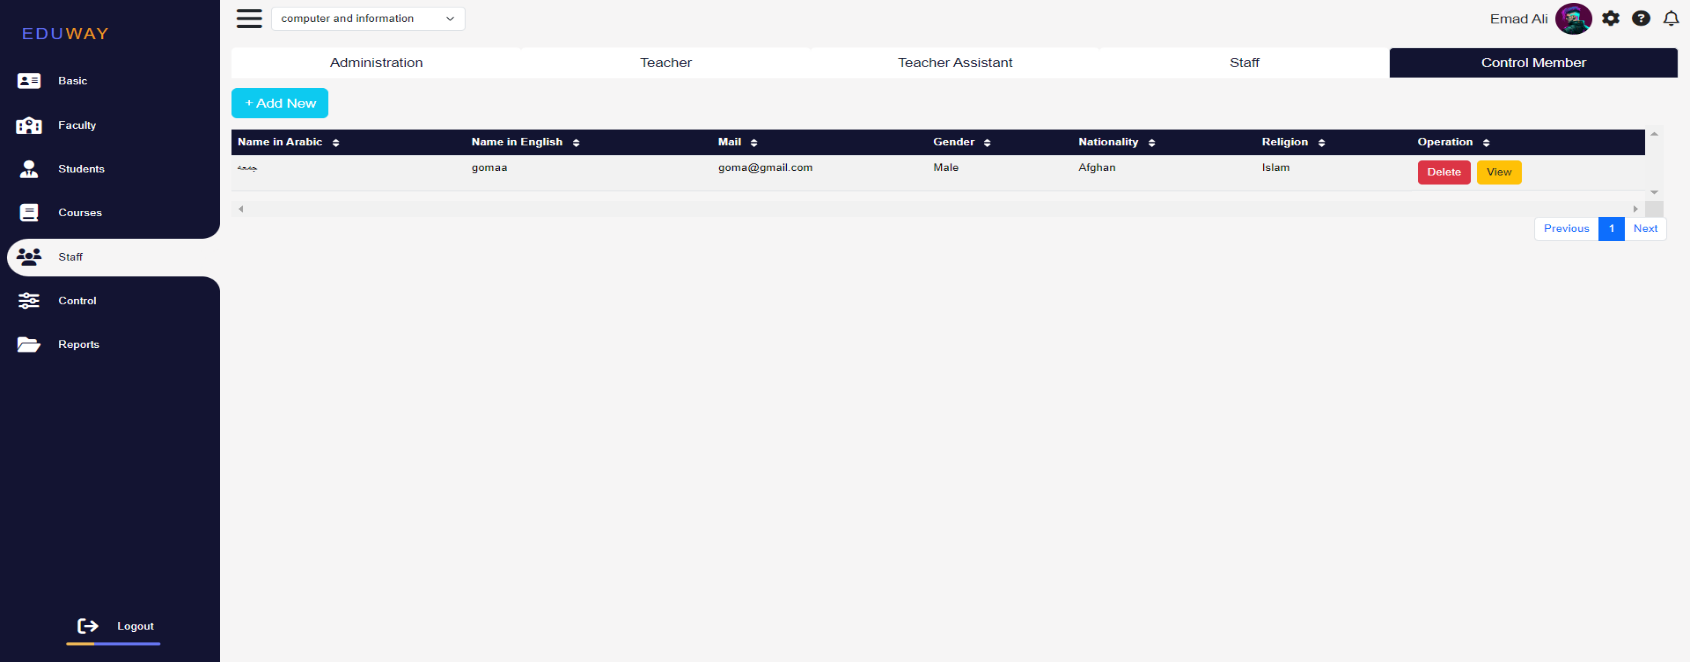 EDUWAY
Basic
Faculty
Students
Courses
Staff
Control
Reports
Logout
computer and information
Emad Ali
Administration Teacher Teacher Assistant Staff Control Member
+ Add New
Name in Arabic Name in English Mail Gender Nationality Religion Operation
جمعة gomaa goma@gmail.com Male Afghan Islam Delete View
Previous 1 Next